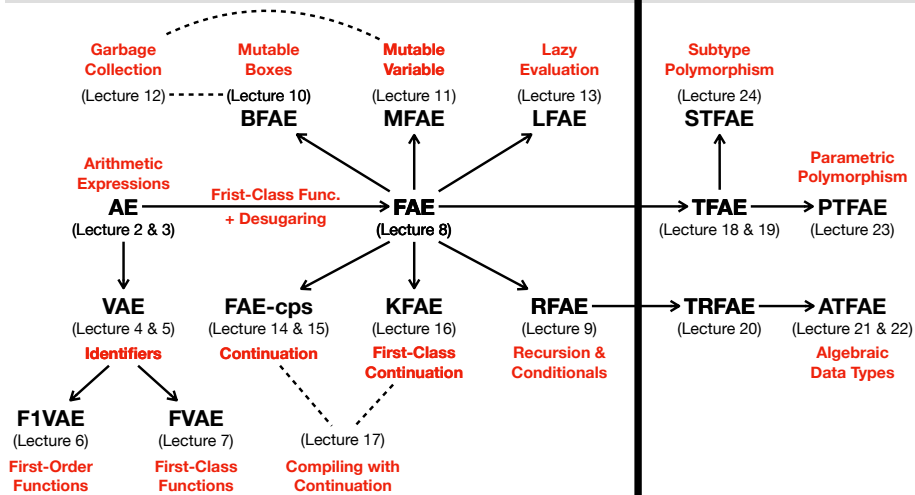 Garbage
Collection
(Lecture 12)
Mutable
Boxes
(Lecture 10)
BFAE
Mutable
Variable
(Lecture 11)
MFAE
Lazy
Evaluation
(Lecture 13)
LFAE
Subtype
Polymorphism
(Lecture 24)
STFAE
Arithmetic
Expressions
AE
(Lecture 2 & 3)
Frist-Class Func.
+ Desugaring
FAE
(Lecture 8)
TFAE
(Lecture 18 & 19)
Parametric
Polymorphism
PTFAE
(Lecture 23)
VAE
(Lecture 4 & 5)
Identifiers
FAE-cps
(Lecture 14 & 15)
Continuation
KFAE
(Lecture 16)
First-Class
Continuation
RFAE
(Lecture 9)
Recursion &
Conditionals
TRFAE
(Lecture 20)
ATFAE
(Lecture 21 & 22)
Algebraic
Data Types
F1VAE
(Lecture 6)
First-Order
Functions
FVAE
(Lecture 7)
First-Class
Functions
(Lecture 17)
Compiling with
Continuation